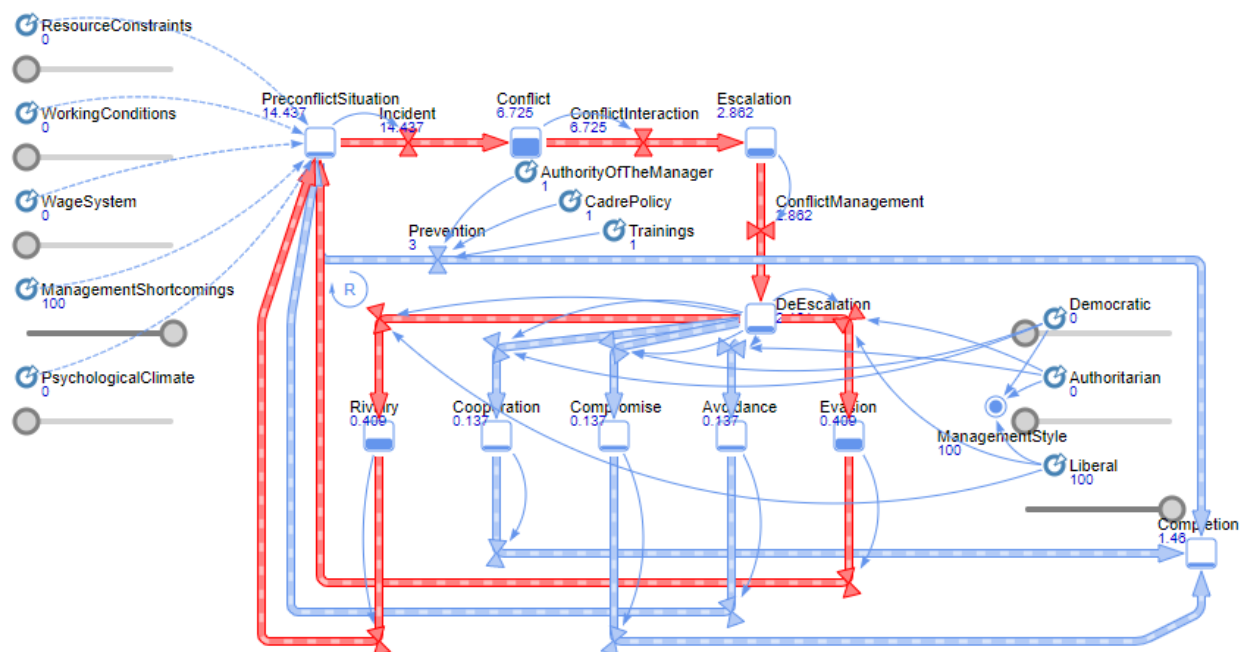 ResourceConstraints
0
WorkingConditions
0
WageSystem
0
ManagementShortcomings
100
PsychologicalClimate
0
PreconflictSituation
14.437
Incident
14.437
Conflict
6.725
ConflictInteraction
6.725
Escalation
2.862
AuthorityOfTheManager
1
CadrePolicy
1
Trainings
1
Prevention
3
ConflictManagement
2.862
R
DeEscalation
Democratic
0
Authoritarian
0
ManagementStyle
100
Liberal
100
Rivalry
0.409
Cooperation
0.137
Compromise
0.137
Avoidance
0.137
Evasion
0.409
Completion
1.46